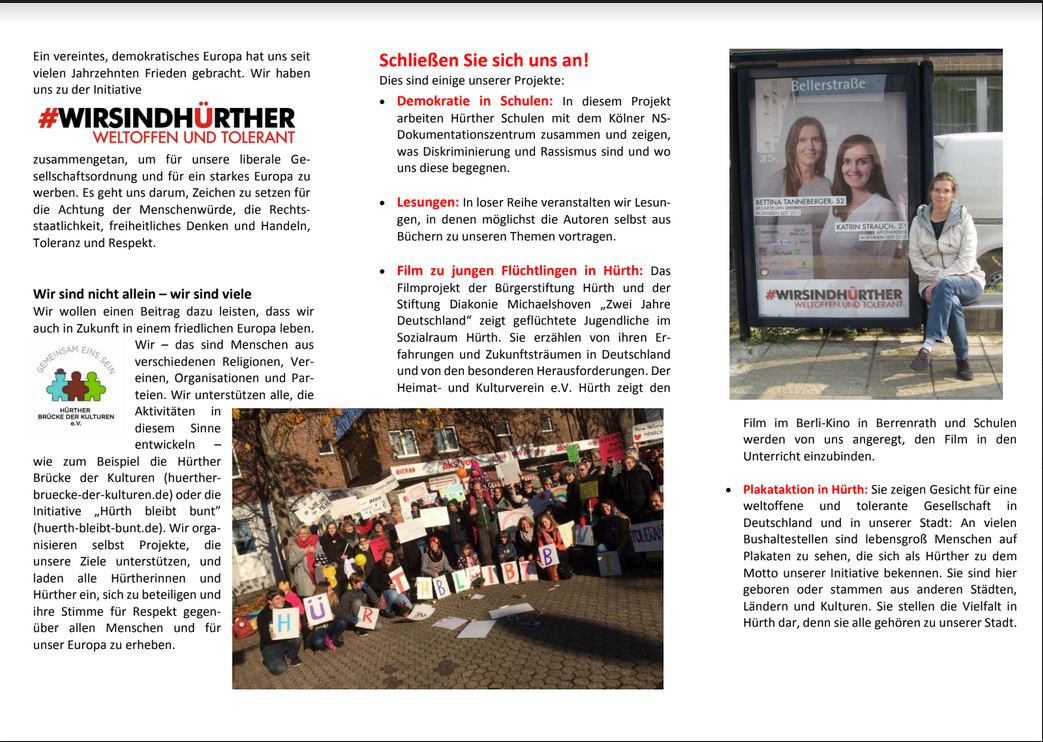 Ein vereintes, demokratisches Europa hat uns seit
vielen Jahrzehnten Frieden gebracht. Wir haben
uns zu der Initiative
#WIRSINDHÜRTHER
WELTOFFEN UND TOLERANT
zusammengetan, um für unsere liberale Ge-
sellschaftsordnung und für ein starkes Europa zu
werben. Es geht uns darum, Zeichen zu setzen für
die Achtung der Menschenwürde, die Rechts-
staatlichkeit, freiheitliches Denken und Handeln,
Toleranz und Respekt.
Wir sind nicht allein – wir sind viele
Wir wollen einen Beitrag dazu leisten, dass wir
auch in Zukunft in einem friedlichen Europa leben.
Wir – das sind Menschen aus
verschiedenen Religionen, Ver-
einen, Organisationen und Par-
teien. Wir unterstützen alle, die
Aktivitäten in
diesem Sinne
entwickeln –
GEMEINSAM EINS SEIN
HÜRTHER
BRÜCKE DER KULTUREN
e.V.
wie zum Beispiel die Hürther
Brücke der Kulturen (huerther-
bruecke-der-kulturen.de) oder die
Initiative „Hürth bleibt bunt”
(huerth-bleibt-bunt.de). Wir orga-
nisieren selbst Projekte, die
unsere Ziele unterstützen, und
laden alle Hürtherinnen und
Hürther ein, sich zu beteiligen und
ihre Stimme für Respekt gegen-
über allen Menschen und für
unser Europa zu erheben.
Schließen Sie sich uns an!
Dies sind einige unserer Projekte:
• Demokratie in Schulen: In diesem Projekt
arbeiten Hürther Schulen mit dem Kölner NS-
Dokumentationszentrum zusammen und zeigen,
was Diskriminierung und Rassismus sind und wo
uns diese begegnen.
• Lesungen: In loser Reihe veranstalten wir Lesun-
gen, in denen möglichst die Autoren selbst aus
Büchern zu unseren Themen vortragen.
• Film zu jungen Flüchtlingen in Hürth: Das
Filmprojekt der Bürgerstiftung Hürth und der
Stiftung Diakonie Michaelshoven „Zwei Jahre
Deutschland“ zeigt geflüchtete Jugendliche im
Sozialraum Hürth. Sie erzählen von ihren Er-
fahrungen und Zukunftsträumen in Deutschland
und von den besonderen Herausforderungen. Der
Heimat- und Kulturverein e.V. Hürth zeigt den
HÜRTH BLEIBT BUNT
Bellerstraße
BETTINA TANNEBERGER, 52
KATRIN STRAUCH, 27
#WIRSINDHÜRTHER
WELTOFFEN UND TOLERANT
Film im Berli-Kino in Berrenrath und Schulen
werden von uns angeregt, den Film in den
Unterricht einzubinden.
• Plakataktion in Hürth: Sie zeigen Gesicht für eine
weltoffene und tolerante Gesellschaft in
Deutschland und in unserer Stadt: An vielen
Bushaltestellen sind lebensgroß Menschen auf
Plakaten zu sehen, die sich als Hürther zu dem
Motto unserer Initiative bekennen. Sie sind hier
geboren oder stammen aus anderen Städten,
Ländern und Kulturen. Sie stellen die Vielfalt in
Hürth dar, denn sie alle gehören zu unserer Stadt.